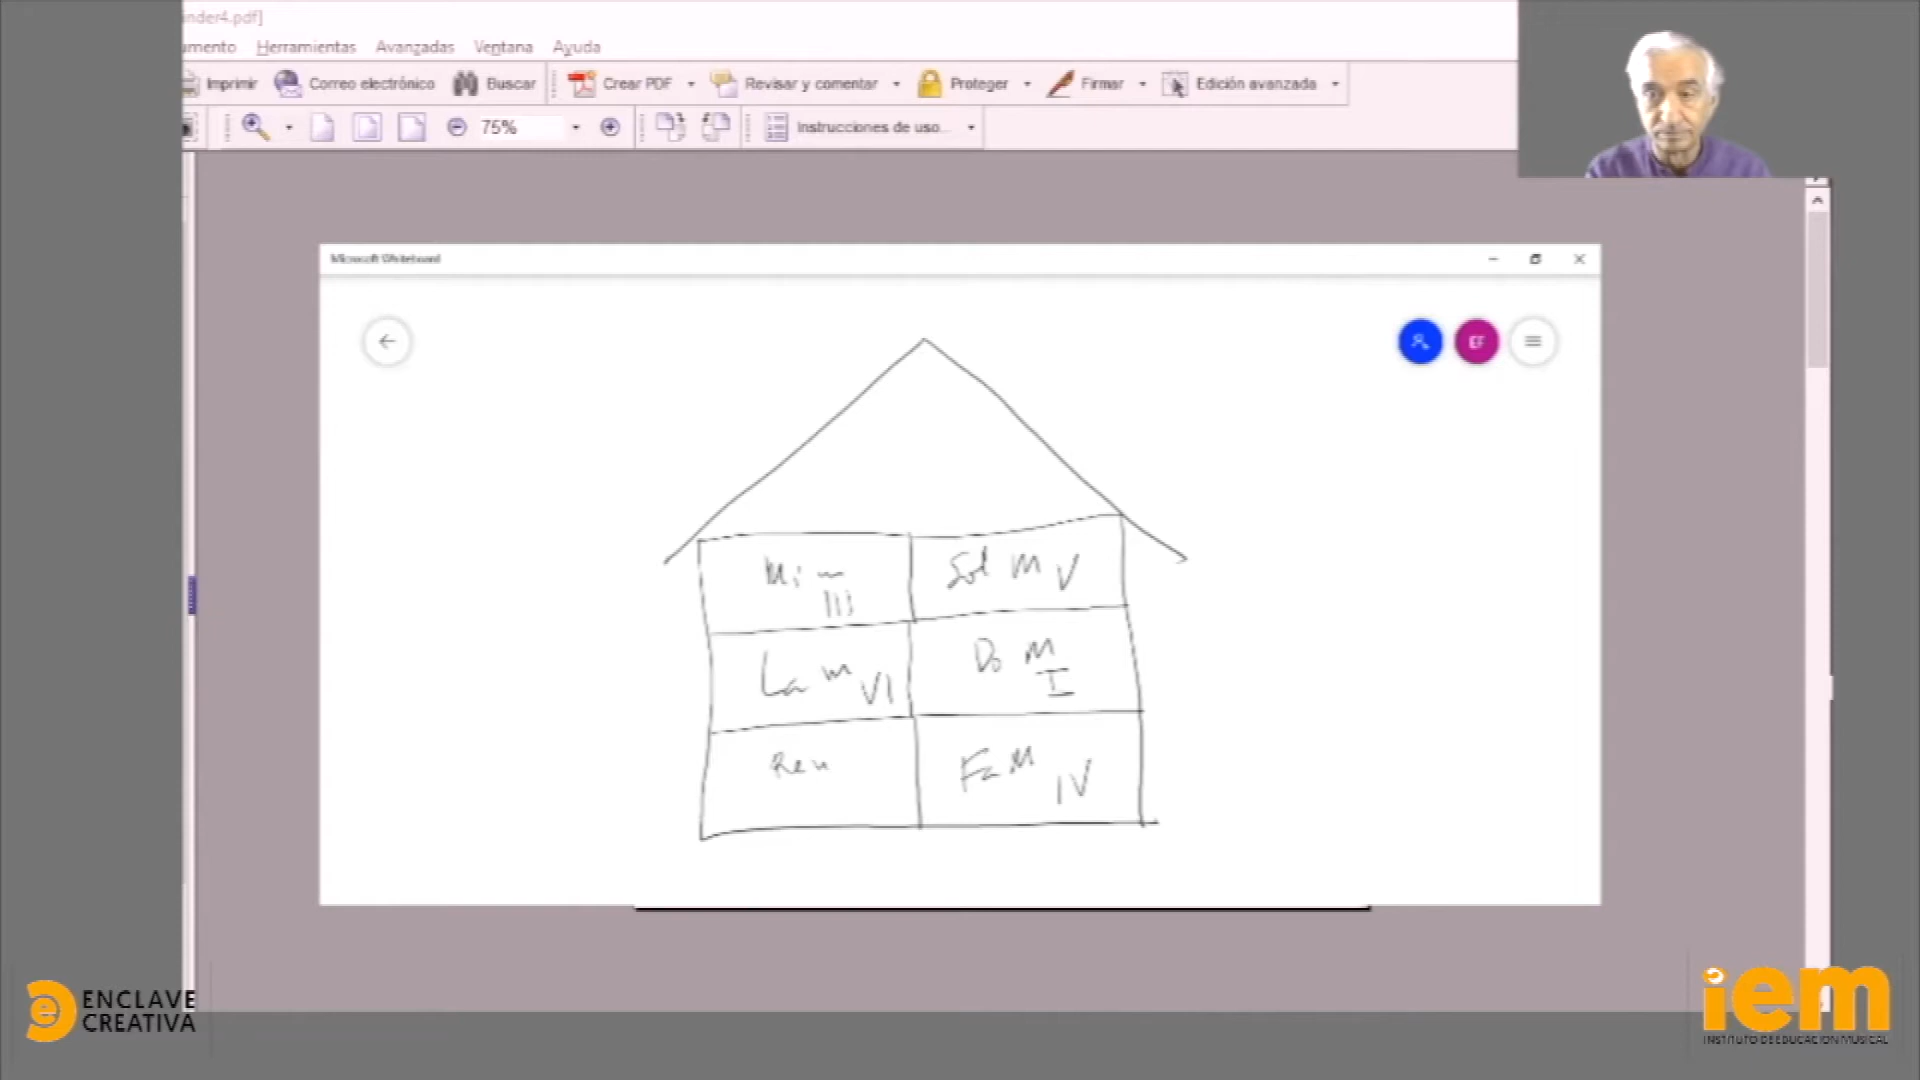 inder4.pdf]
umento Herramientas Avanzadas Ventana Ayuda
Imprimir Correo electrónico Buscar Crear PDF Revisar y comentar Proteger Firmar Edición avanzada
75% Instrucciones de uso...
Microsoft Whiteboard
EF
Mi m III
Sol M V
La m VI
Do M I
Re m
Fa M IV
ENCLAVE
CREATIVA
iem
INSTITUTO DE EDUCACIÓN MUSICAL